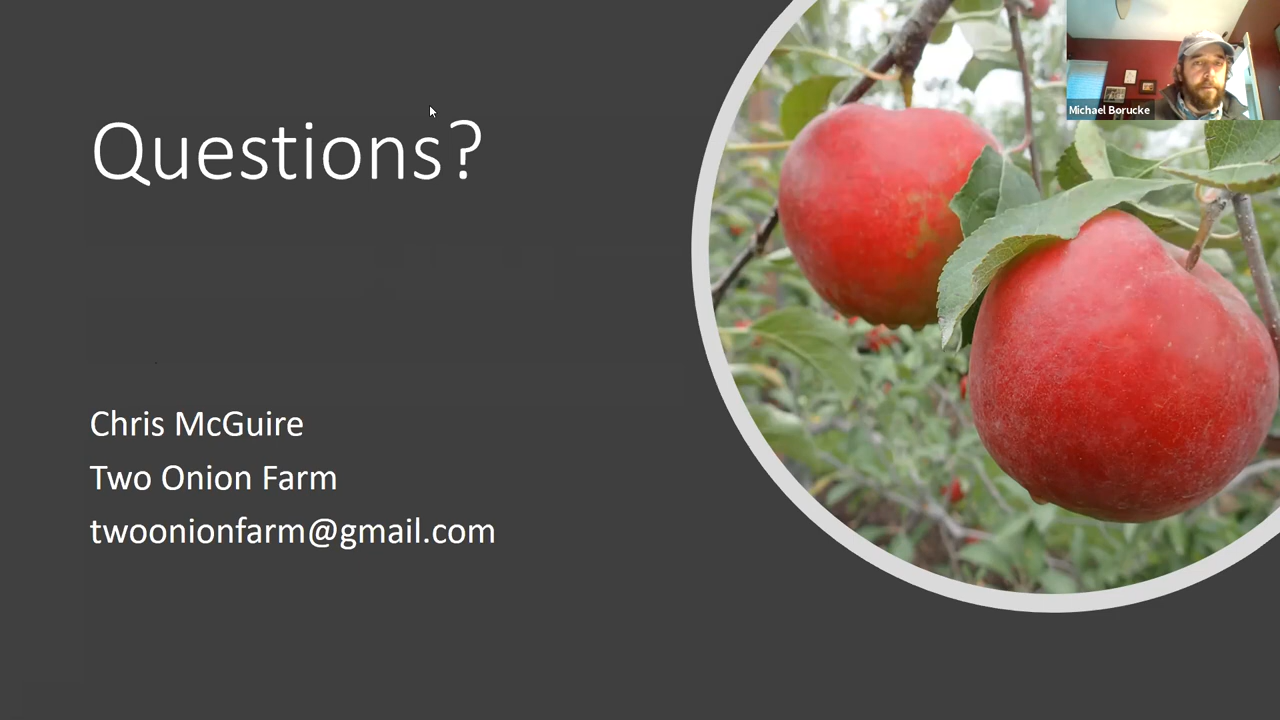 Questions?
Michael Borucke
Chris McGuire
Two Onion Farm
twoonionfarm@gmail.com